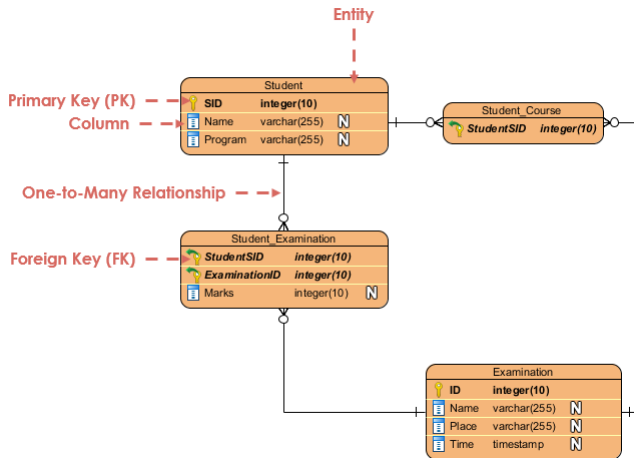 Entity
Student
Primary Key (PK)
SID integer(10)
Column
Name varchar(255) N
Program varchar(255) N
Student_Course
StudentSID integer(10)
One-to-Many Relationship
Student_Examination
Foreign Key (FK)
StudentSID integer(10)
ExaminationID integer(10)
Marks integer(10) N
Examination
ID integer(10)
Name varchar(255) N
Place varchar(255) N
Time timestamp N